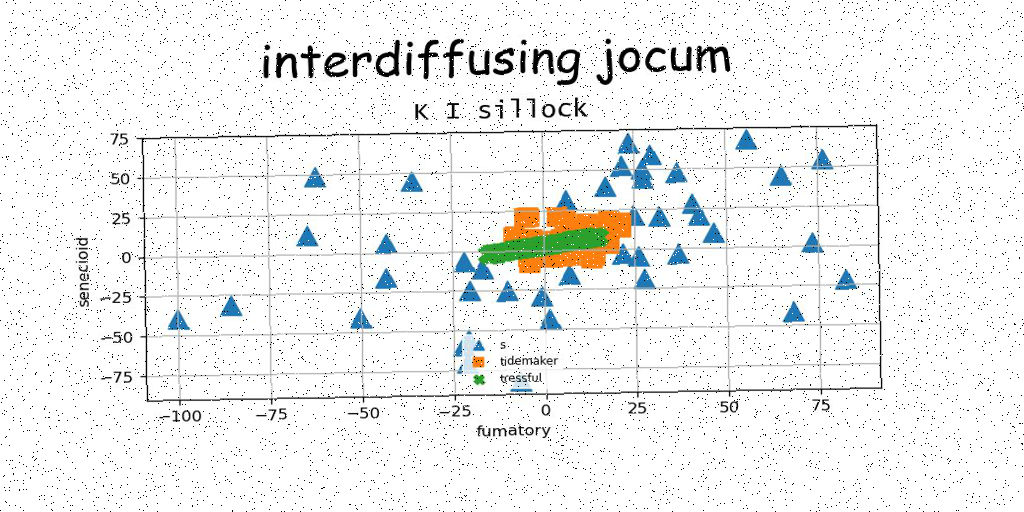 interdiffusing jocum
K I sillock
75
50
25
0
−25
−50
−75
senecioid
s
tidemaker
tressful
−100 −75 −50 −25 0 25 50 75
fumatory